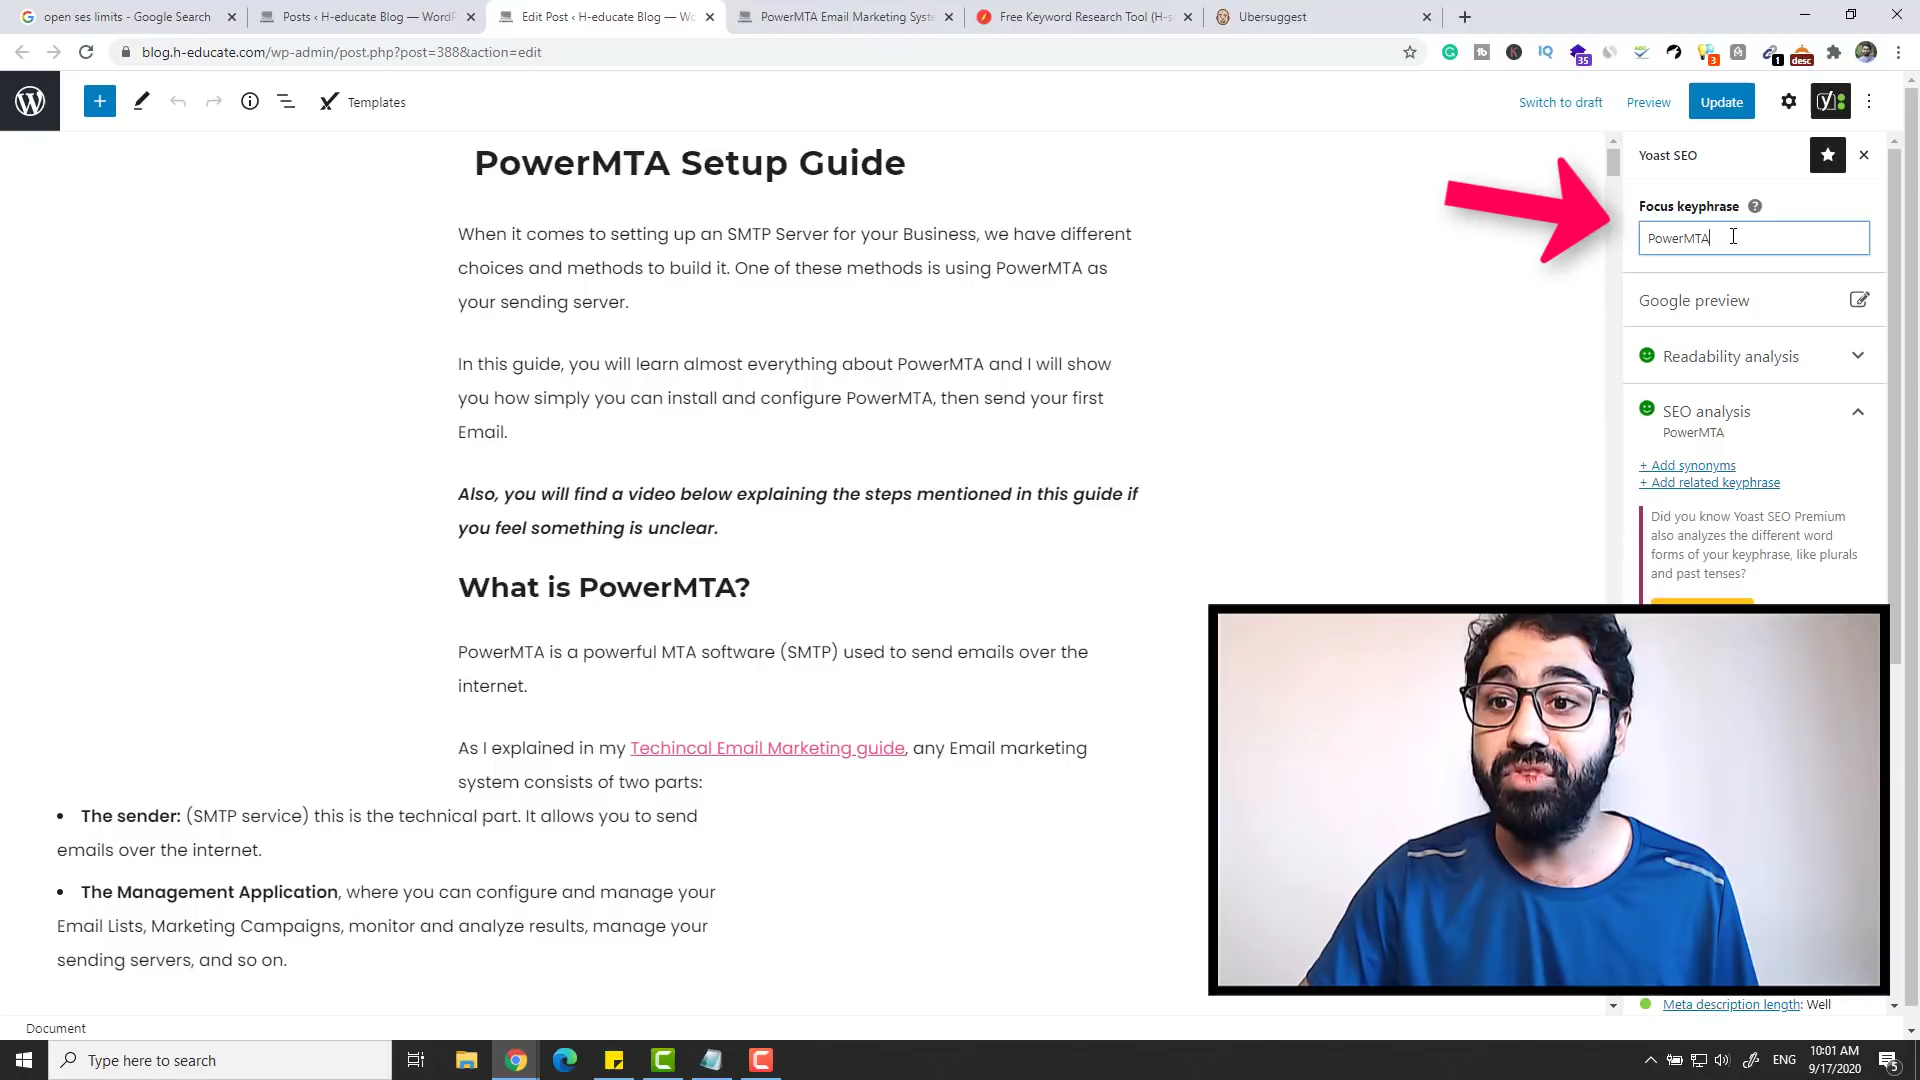 open ses limits - Google Search
Posts ‹ H-educate Blog — WordP
Edit Post ‹ H-educate Blog — Wo
PowerMTA Email Marketing Syst
Free Keyword Research Tool (H-s
Ubersuggest
blog.h-educate.com/wp-admin/post.php?post=388&action=edit
35
3
1
desc
Templates
Switch to draft
Preview
Update
PowerMTA Setup Guide
When it comes to setting up an SMTP Server for your Business, we have different
choices and methods to build it. One of these methods is using PowerMTA as
your sending server.
In this guide, you will learn almost everything about PowerMTA and I will show
you how simply you can install and configure PowerMTA, then send your first
Email.
Also, you will find a video below explaining the steps mentioned in this guide if
you feel something is unclear.
What is PowerMTA?
PowerMTA is a powerful MTA software (SMTP) used to send emails over the
internet.
As I explained in my Techincal Email Marketing guide, any Email marketing
system consists of two parts:
• The sender: (SMTP service) this is the technical part. It allows you to send
emails over the internet.
• The Management Application, where you can configure and manage your
Email Lists, Marketing Campaigns, monitor and analyze results, manage your
sending servers, and so on.
Yoast SEO
Focus keyphrase
PowerMTA
Google preview
Readability analysis
SEO analysis
PowerMTA
+ Add synonyms
+ Add related keyphrase
Did you know Yoast SEO Premium
also analyzes the different word
forms of your keyphrase, like plurals
and past tenses?
Meta description length: Well
Document
Type here to search
ENG
10:01 AM
9/17/2020
5